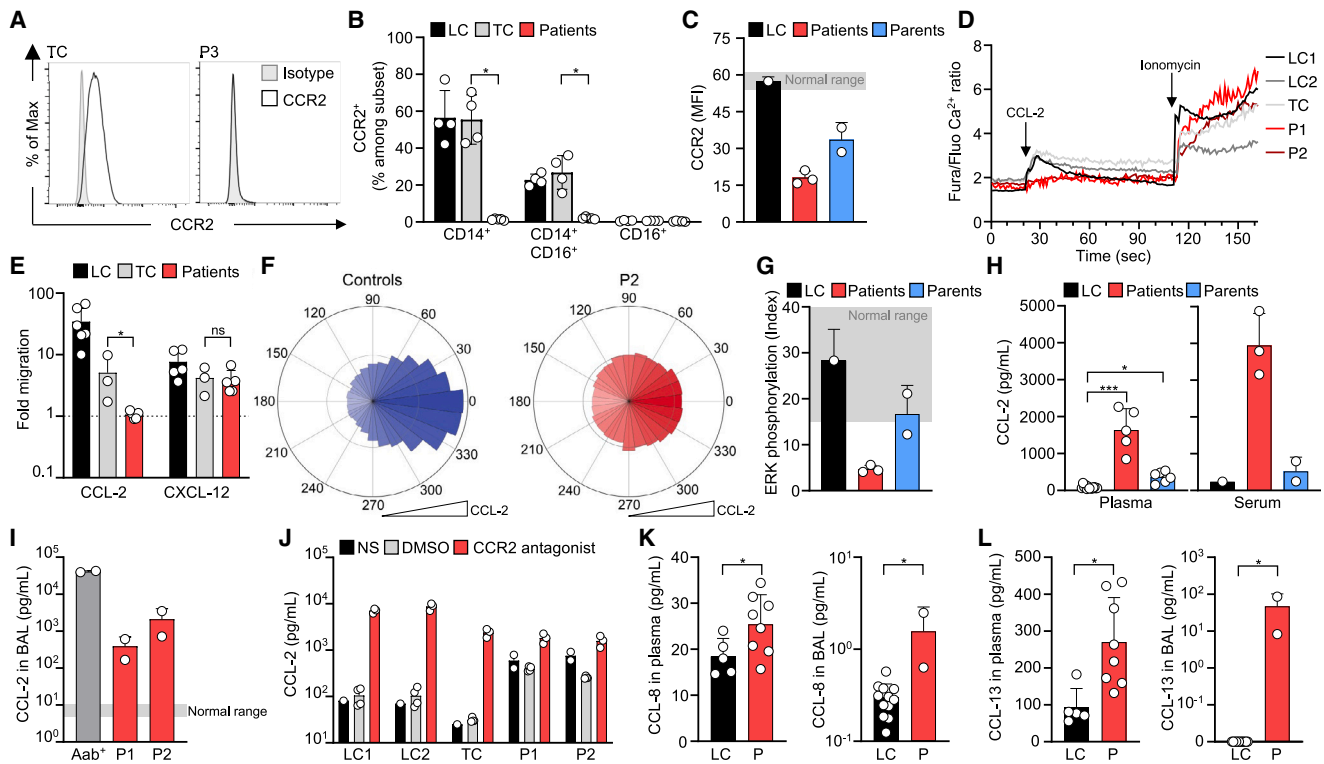 A
TC
P3
Isotype
CCR2
% of Max
CCR2
B
LC TC Patients
CCR2+
(% among subset)
100
80
60
40
20
0
*
*
CD14+
CD14+
CD16+
CD16+
C
LC Patients Parents
CCR2 (MFI)
75
60
45
30
15
0
Normal range
D
Fura/Fluo Ca2+ ratio
8
6
4
2
0
CCL-2
Ionomycin
LC1
LC2
TC
P1
P2
0 30 60 90 120 150
Time (sec)
E
LC TC Patients
Fold migration
100
10
1
0.1
*
ns
CCL-2 CXCL-12
F
Controls
90
120 60
150 30
180 0
210 330
240 300
270
CCL-2
P2
90
120 60
150 30
180 0
210 330
240 300
270
CCL-2
G
LC Patients Parents
ERK phosphorylation (Index)
40
30
20
10
0
Normal range
H
LC Patients Parents
CCL-2 (pg/mL)
5000
4000
3000
2000
1000
0
***
*
Plasma Serum
I
CCL-2 in BAL (pg/mL)
105
104
103
102
101
100
Normal range
Aab+ P1 P2
J
NS DMSO CCR2 antagonist
CCL-2 (pg/mL)
105
104
103
102
101
LC1 LC2 TC P1 P2
K
CCL-8 in plasma (pg/mL)
40
30
20
10
0
*
LC P
CCL-8 in BAL (pg/mL)
101
100
10-1
*
LC P
L
CCL-13 in plasma (pg/mL)
500
400
300
200
100
0
*
LC P
CCL-13 in BAL (pg/mL)
103
102
101
100
10-1
0
*
LC P